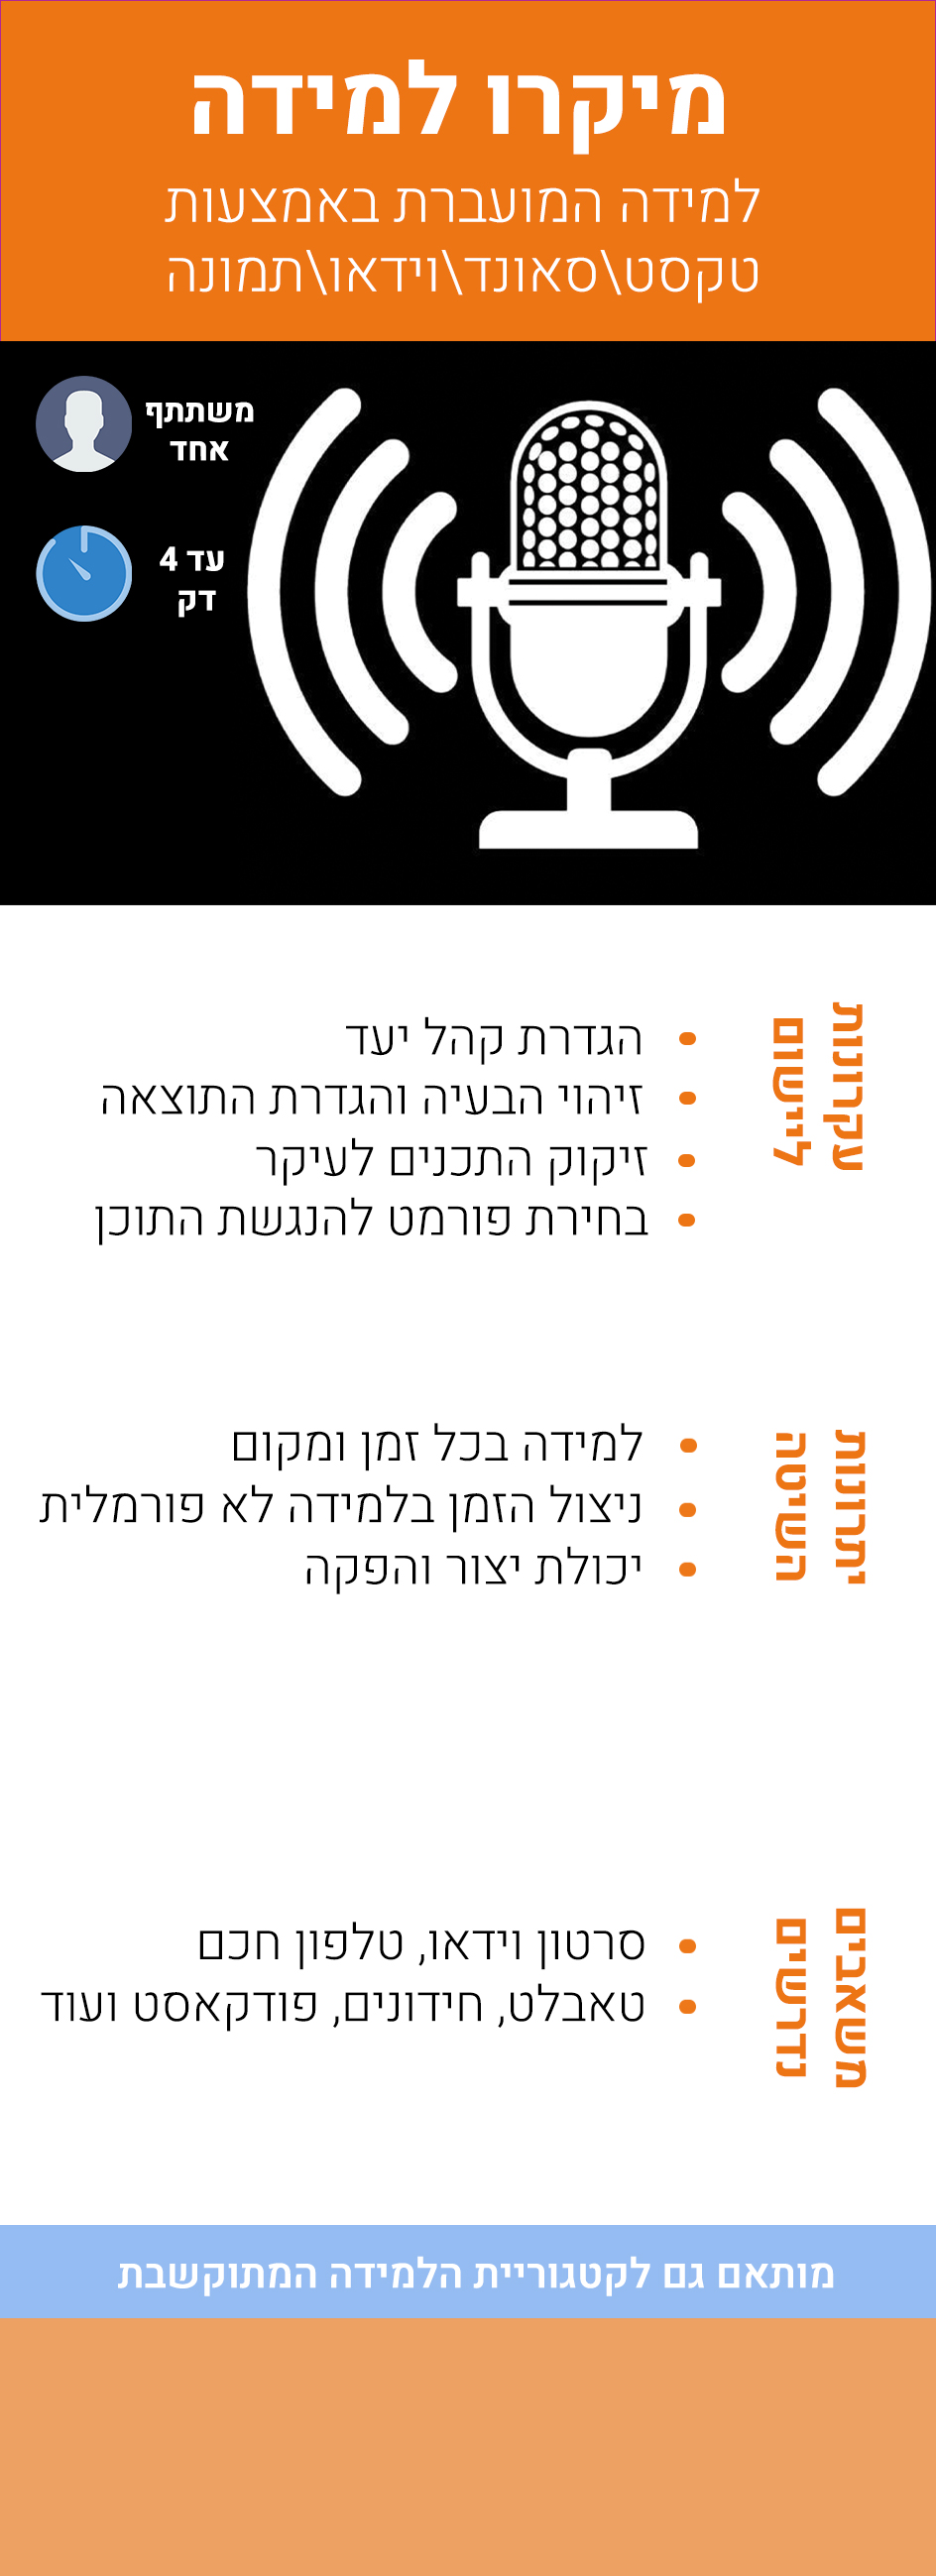 מיקרו למידה
למידה המועברת באמצעות
טקסט\סאונד\וידאו\תמונה
משתתף
אחד
עד 4
דק
עקרונות
ליישום
הגדרת קהל יעד
זיהוי הבעיה והגדרת התוצאה
זיקוק התכנים לעיקר
בחירת פורמט להנגשת התוכן
יתרונות
השיטה
למידה בכל זמן ומקום
ניצול הזמן בלמידה לא פורמלית
יכולת יצור והפקה
משאבים
נדרשים
סרטון וידאו, טלפון חכם
טאבלט, חידונים, פודקאסט ועוד
מותאם גם לקטגוריית הלמידה המתוקשבת